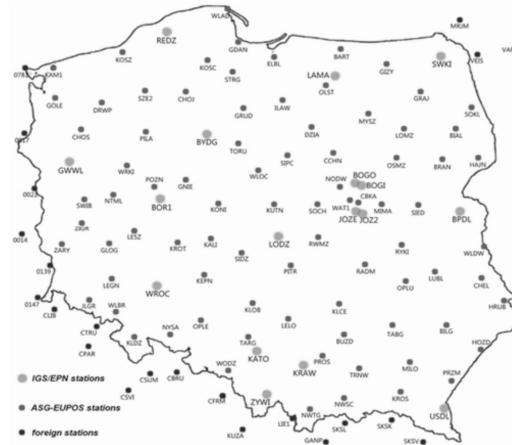 WLAD
REDZ
MRJM
GDAN
KOSZ
ELBL
BART
SWKI
VEIS
KOSC
GIZY
0783
KAM1
STRG
LAMA
OLST
GOLE
DRWP
SZE2
CHOJ
GRAJ
ILAW
GRUD
MYSZ
SOKL
0017
CHOS
PILA
BYDG
DZIA
LOMZ
BIAL
TORU
GWWL
WRKI
SIPC
CCHN
OSMZ
BRAN
HAJN
WLOC
BOGO
POZN
GNIE
NODW
BOGI
0022
SWIB
NTML
BOR1
CBKA
WAT1
KONI
KUTN
SOCH
MIMA
SIED
BPDL
JOZE
JOZ2
0014
ZARY
GLOG
LESZ
KROT
KALI
LODZ
RWMZ
RYKI
WLDW
SIDZ
0139
LEGN
KEPN
PITR
RADM
LUBL
CHEL
OPLU
WROC
0147
JLGR
HRUB
CLIB
WLBR
KLOB
KLCE
CTRU
KLDZ
NYSA
OPLE
LELO
TABG
BILG
TARG
BUZD
HOZD
CPAR
KATO
PROS
WODZ
KRAW
TRNW
MILO
IGS/EPN stations
CSUM
CBRU
PRZM
CSVI
CFRM
ZYWI
NWSC
KROS
ASG-EUPOS stations
LIE1
NWTG
USDL
KUZA
SKSL
SKSK
foreign stations
GANP
SKSV